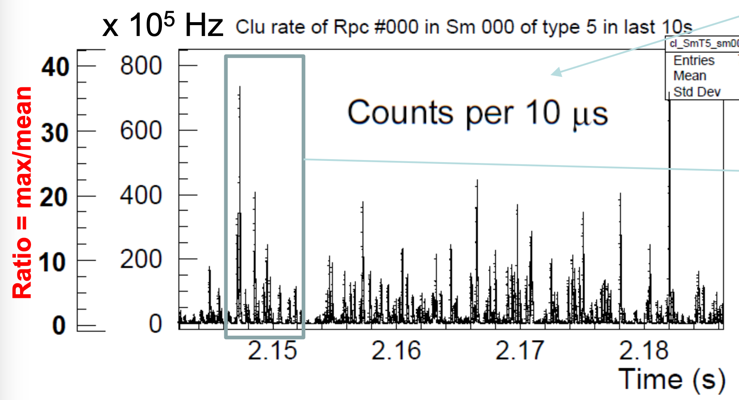 x 10⁵ Hz Clu rate of Rpc #000 in Sm 000 of type 5 in last 10s
cl_SmT5_sm00
Entries
Mean
Std Dev
Counts per 10 μs
Ratio = max/mean
40
30
20
10
0
800
600
400
200
0
2.15 2.16 2.17 2.18
Time (s)